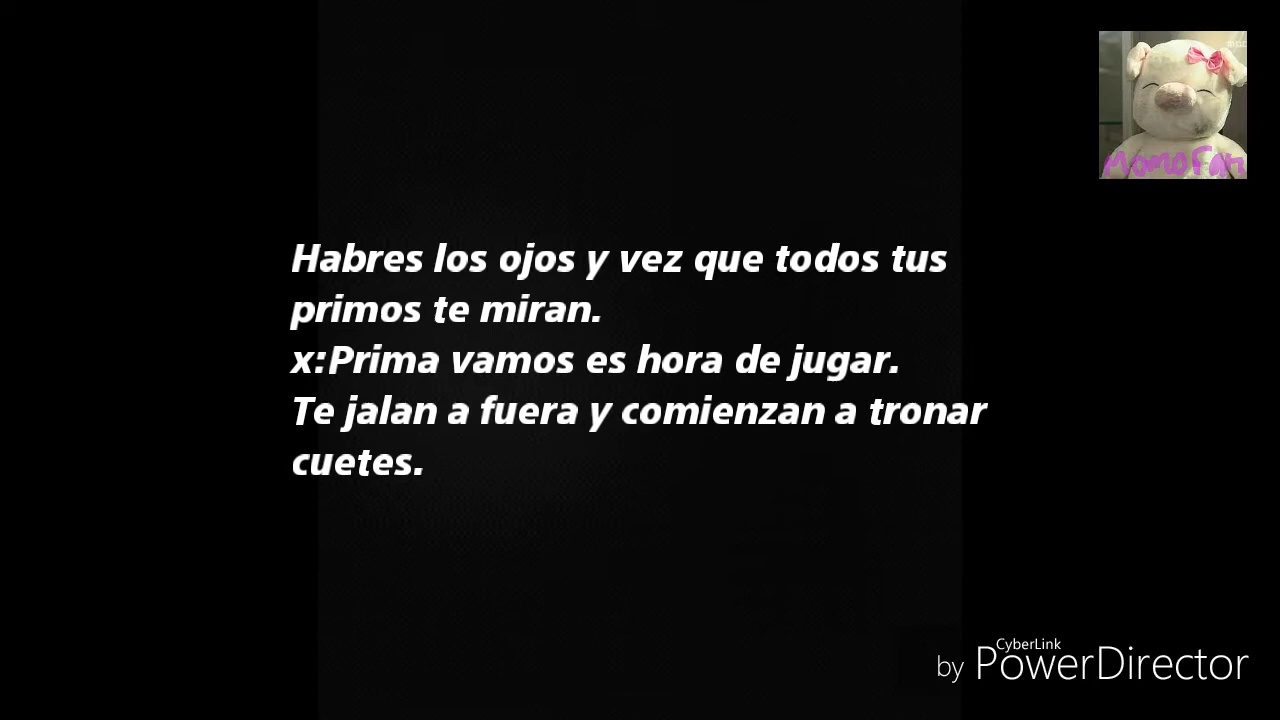 MomoFan
Habres los ojos y vez que todos tus
primos te miran.
x:Prima vamos es hora de jugar.
Te jalan a fuera y comienzan a tronar
cuetes.
CyberLink
by PowerDirector